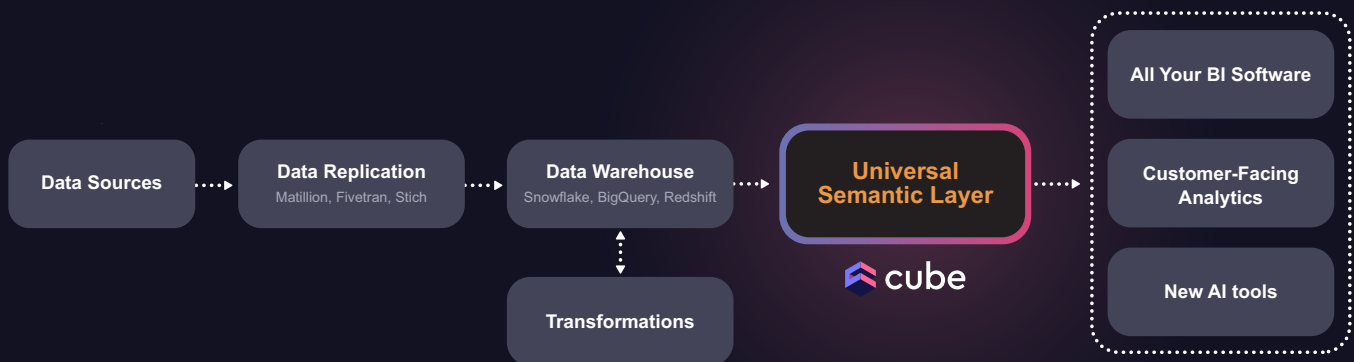 Data Sources
Data Replication
Matillion, Fivetran, Stich
Data Warehouse
Snowflake, BigQuery, Redshift
Transformations
Universal
Semantic Layer
cube
All Your BI Software
Customer-Facing
Analytics
New AI tools